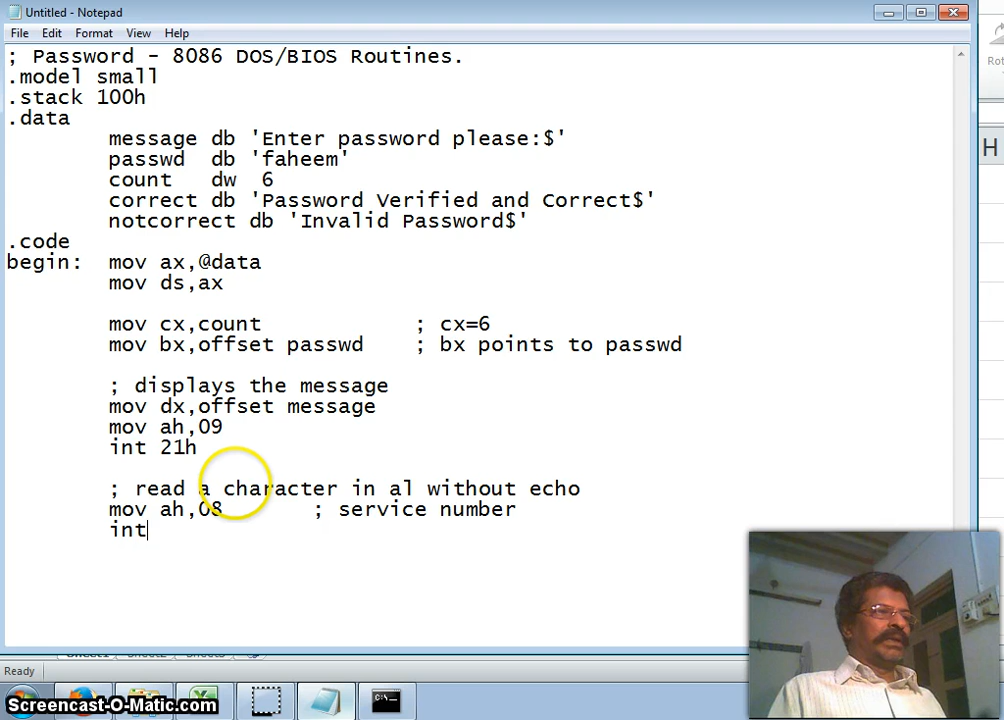 Untitled - Notepad
File Edit Format View Help
; Password - 8086 DOS/BIOS Routines.
.model small
.stack 100h
.data
message db 'Enter password please:$'
passwd db 'faheem'
count dw 6
correct db 'Password Verified and Correct$'
notcorrect db 'Invalid Password$'
.code
begin: mov ax,@data
mov ds,ax
mov cx,count ; cx=6
mov bx,offset passwd ; bx points to passwd
; displays the message
mov dx,offset message
mov ah,09
int 21h
; read a character in al without echo
mov ah,08 ; service number
int
Rot
H
Ready
Screencast-O-Matic.com